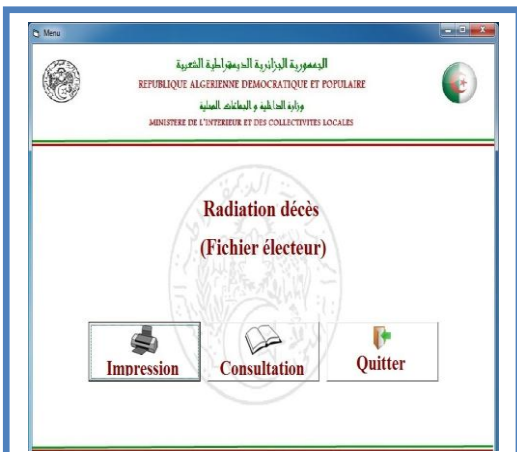 Menu
الجمهورية الجزائرية الديمقراطية الشعبية
REPUBLIQUE ALGERIENNE DEMOCRATIQUE ET POPULAIRE
وزارة الداخلية و الجماعات المحلية
MINISTERE DE L'INTERIEUR ET DES COLLECTIVITES LOCALES
Radiation décès
(Fichier électeur)
Impression
Consultation
Quitter